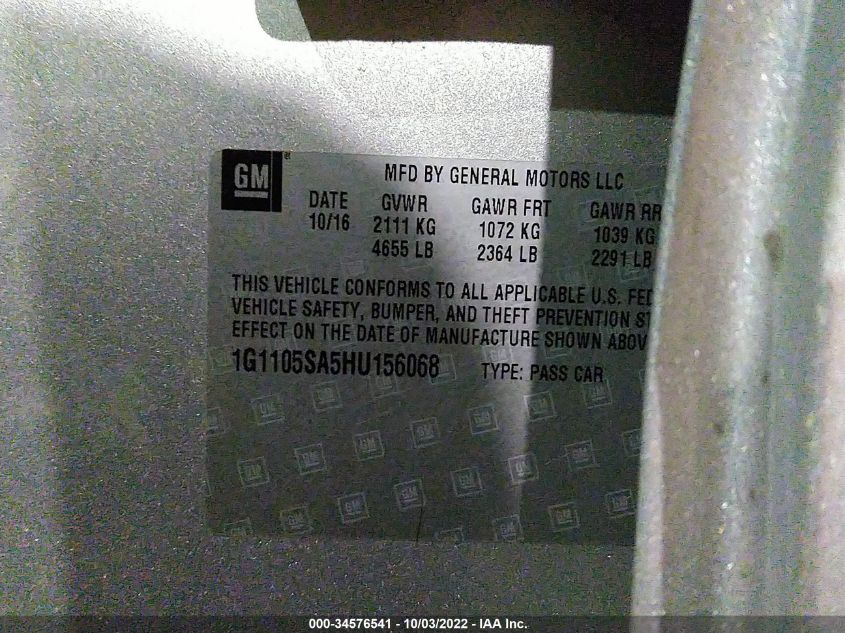 GM
MFD BY GENERAL MOTORS LLC
DATE GVWR GAWR FRT GAWR RR
10/16 2111 KG 1072 KG 1039 KG
4655 LB 2364 LB 2291 LB
THIS VEHICLE CONFORMS TO ALL APPLICABLE U.S. FED
VEHICLE SAFETY, BUMPER, AND THEFT PREVENTION ST
EFFECT ON THE DATE OF MANUFACTURE SHOWN ABOV
1G1105SA5HU156068 TYPE: PASS CAR
000-34576541 - 10/03/2022 - IAA Inc.